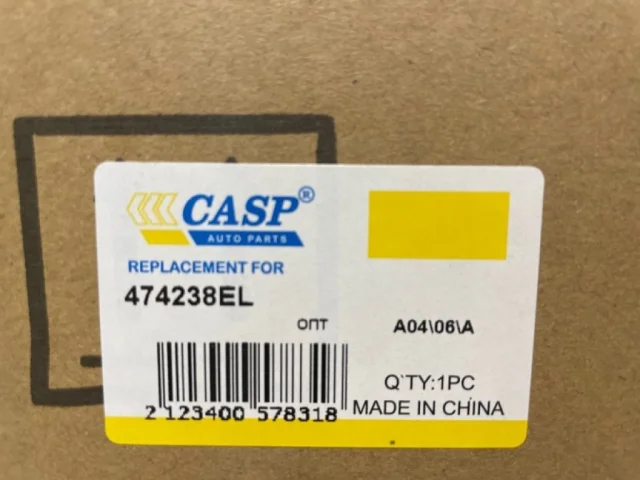 CASP®
AUTO PARTS
REPLACEMENT FOR
474238EL
ОПТ
A04\06\A
2 123400 578318
Q`TY:1PC
MADE IN CHINA